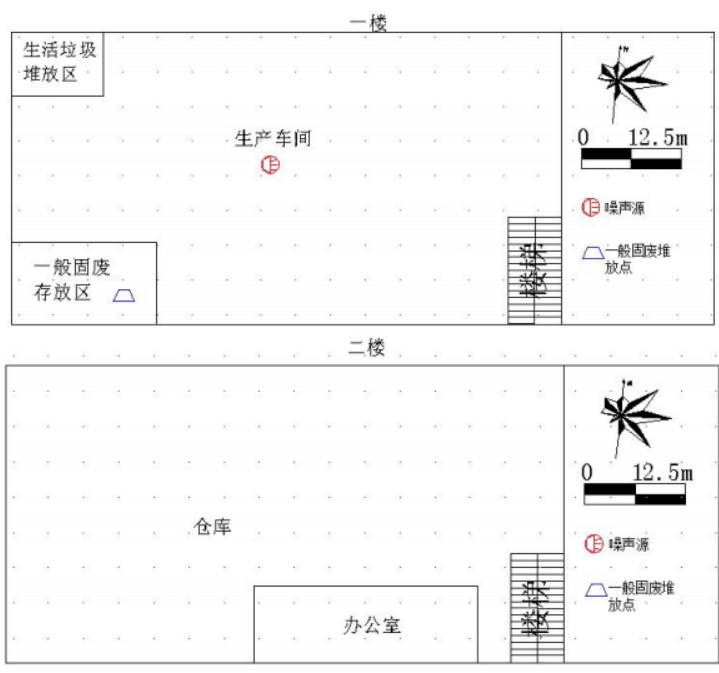 一楼
生活垃圾
堆放区
生产车间
0 12.5m
噪声源
一般固废堆
放点
一般固废
存放区
楼梯
二楼
0 12.5m
噪声源
一般固废堆
放点
仓库
办公室
楼梯